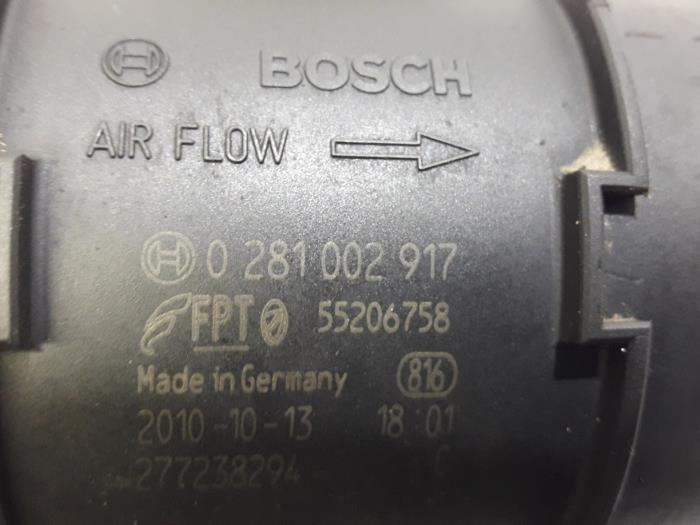 BOSCH
AIR FLOW
0 281 002 917
FPT 55206758
Made in Germany 816
2010-10-13 18:01
277238294 C